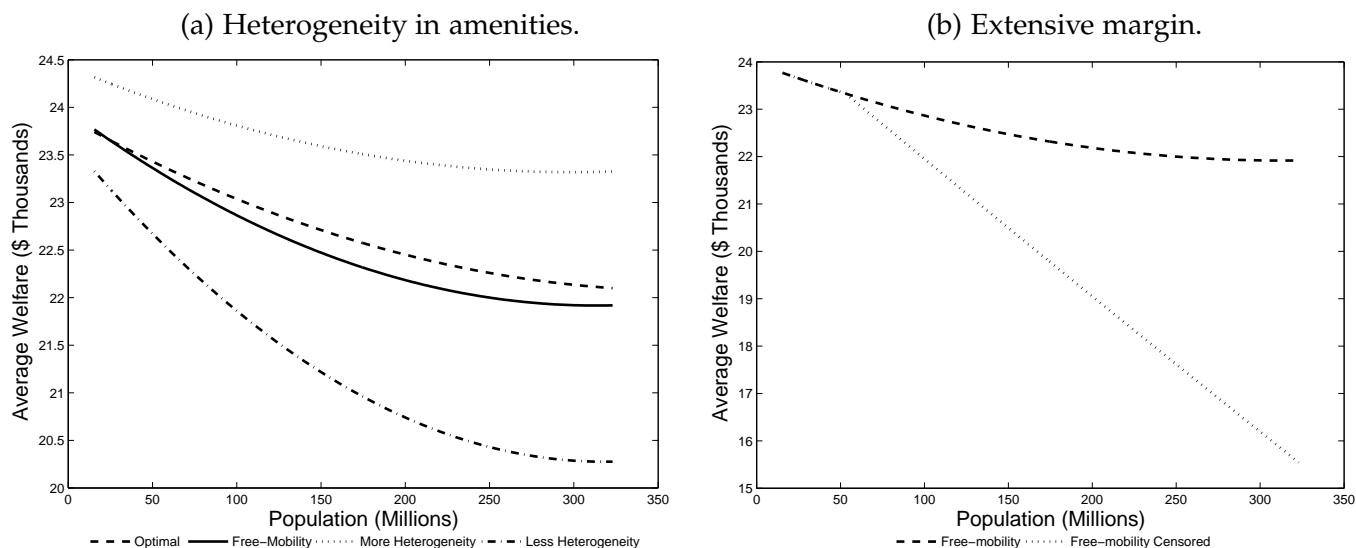 (a) Heterogeneity in amenities.
24.5
24
23.5
23
22.5
22
21.5
21
20.5
20
Average Welfare ($ Thousands)
0 50 100 150 200 250 300 350
Population (Millions)
Optimal Free−Mobility More Heterogeneity Less Heterogeneity
(b) Extensive margin.
24
23
22
21
20
19
18
17
16
15
Average Welfare ($ Thousands)
0 50 100 150 200 250 300 350
Population (Millions)
Free−mobility Free−mobility Censored